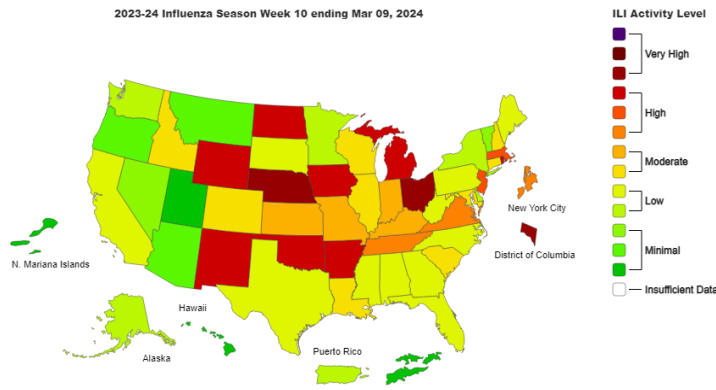 2023-24 Influenza Season Week 10 ending Mar 09, 2024
ILI Activity Level
Very High
High
Moderate
Low
Minimal
Insufficient Data
New York City
District of Columbia
N. Mariana Islands
Hawaii
Alaska
Puerto Rico